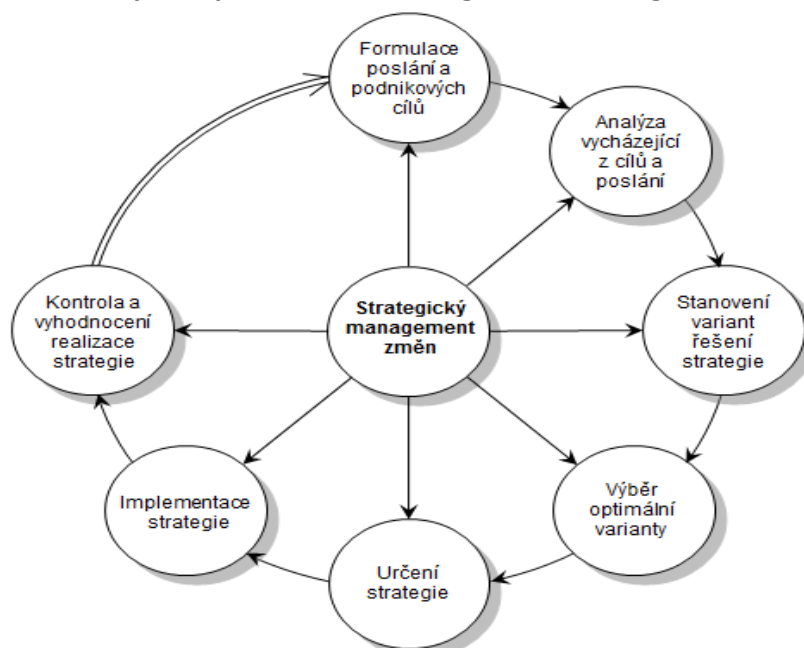 Formulace
poslání a
podnikových
cílů
Analýza
vycházející
z cílů a
poslání
Stanovení
variant
řešení
strategie
Výběr
optimální
varianty
Určení
strategie
Implementace
strategie
Kontrola a
vyhodnocení
realizace
strategie
Strategický
management
změn